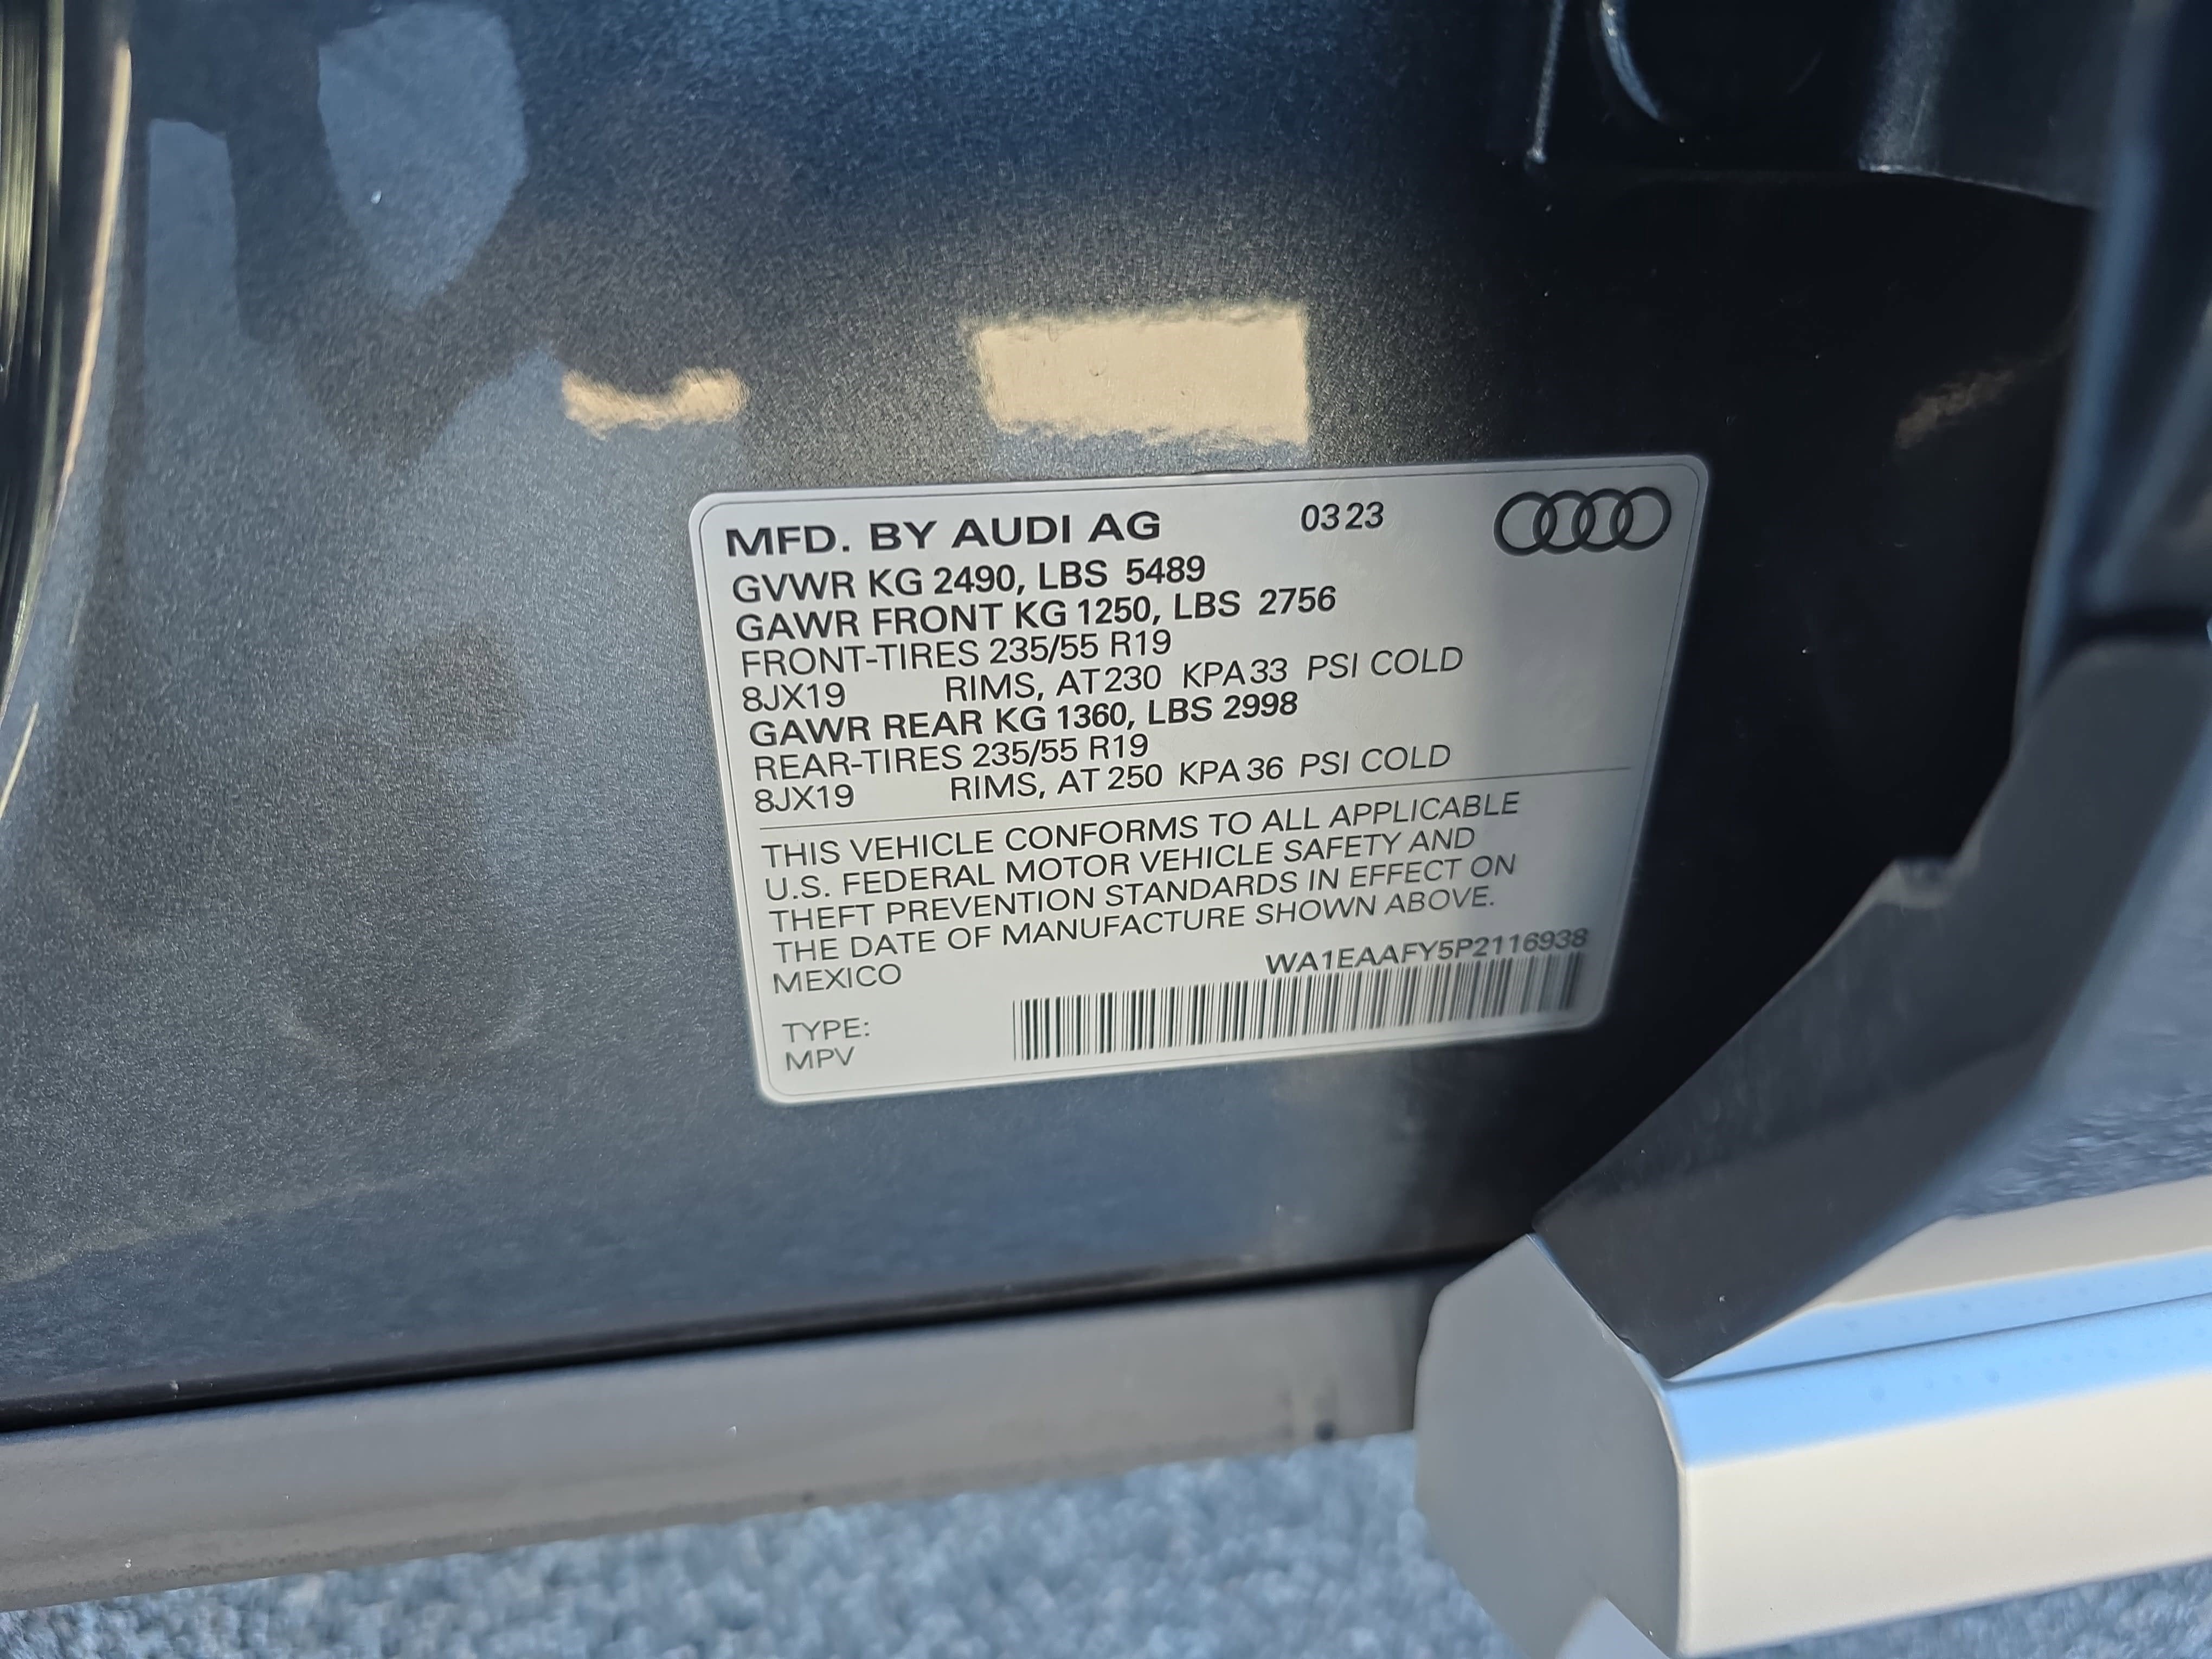 MFD. BY AUDI AG 0323
GVWR KG 2490, LBS 5489
GAWR FRONT KG 1250, LBS 2756
FRONT-TIRES 235/55 R19
8JX19 RIMS, AT 230 KPA 33 PSI COLD
GAWR REAR KG 1360, LBS 2998
REAR-TIRES 235/55 R19
8JX19 RIMS, AT 250 KPA 36 PSI COLD
THIS VEHICLE CONFORMS TO ALL APPLICABLE
U.S. FEDERAL MOTOR VEHICLE SAFETY AND
THEFT PREVENTION STANDARDS IN EFFECT ON
THE DATE OF MANUFACTURE SHOWN ABOVE.
MEXICO WA1EAAFY5P2116938
TYPE:
MPV